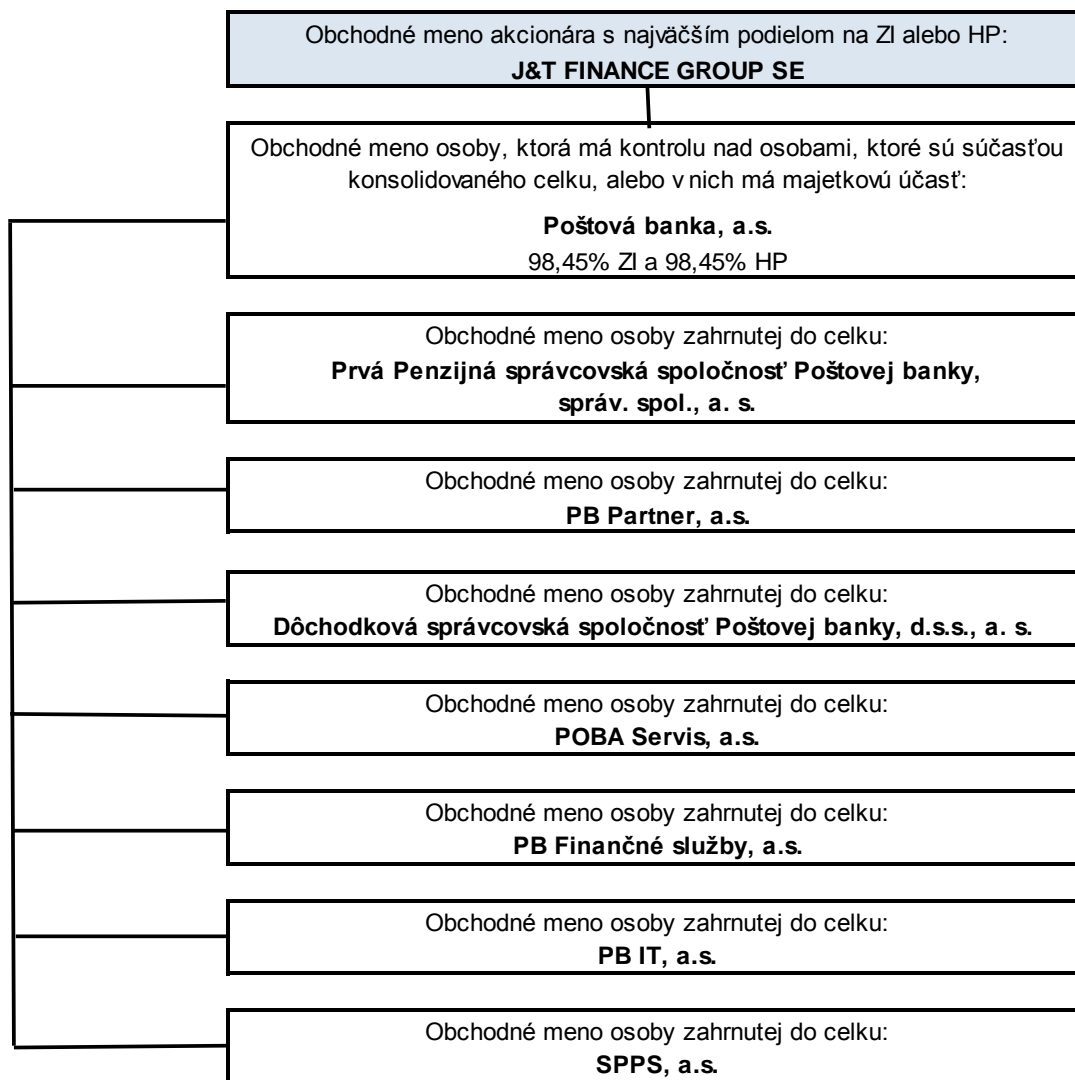 Obchodné meno akcionára s najväčším podielom na ZI alebo HP:
J&T FINANCE GROUP SE
Obchodné meno osoby, ktorá má kontrolu nad osobami, ktoré sú súčasťou
konsolidovaného celku, alebo v nich má majetkovú účasť:
Poštová banka, a.s.
98,45% ZI a 98,45% HP
Obchodné meno osoby zahrnutej do celku:
Prvá Penzijná správcovská spoločnosť Poštovej banky,
správ. spol., a. s.
Obchodné meno osoby zahrnutej do celku:
PB Partner, a.s.
Obchodné meno osoby zahrnutej do celku:
Dôchodková správcovská spoločnosť Poštovej banky, d.s.s., a. s.
Obchodné meno osoby zahrnutej do celku:
POBA Servis, a.s.
Obchodné meno osoby zahrnutej do celku:
PB Finančné služby, a.s.
Obchodné meno osoby zahrnutej do celku:
PB IT, a.s.
Obchodné meno osoby zahrnutej do celku:
SPPS, a.s.